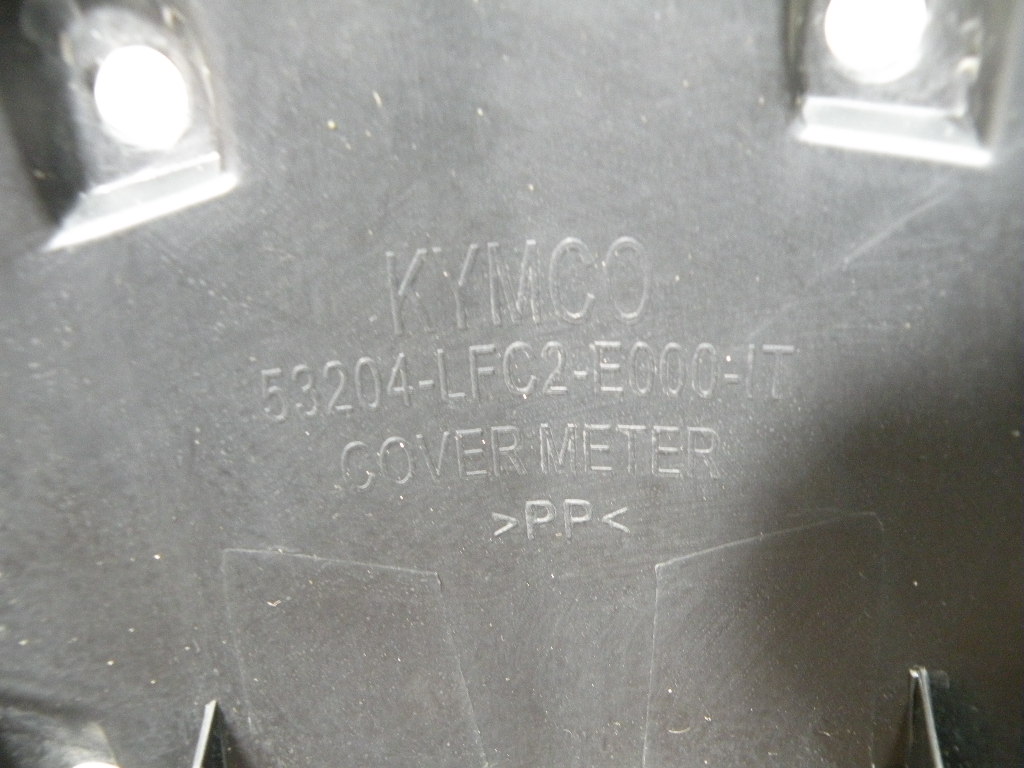 KYMCO
53204-LFC2-E000-IT
COVER METER
>PP<